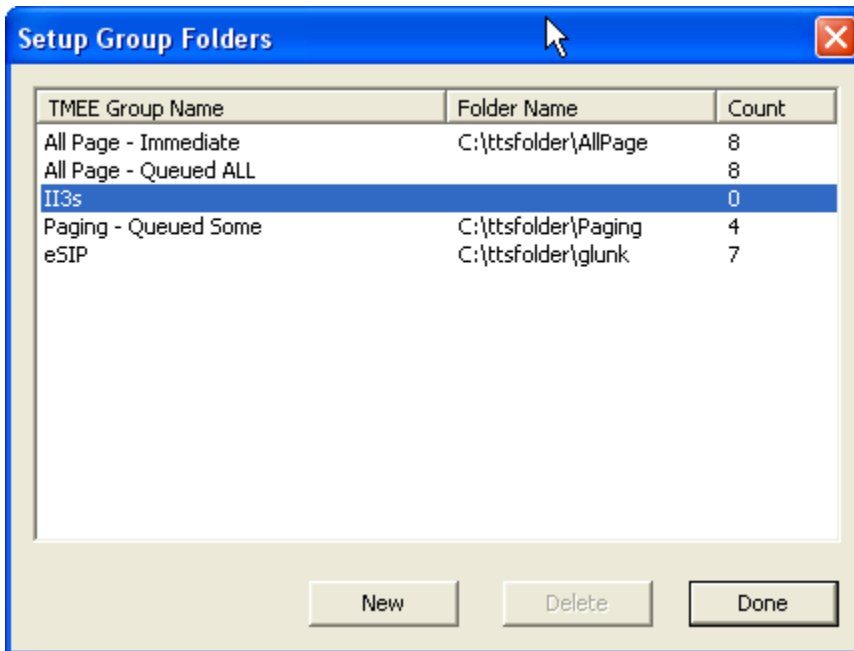 Setup Group Folders
TMEE Group Name Folder Name Count
All Page - Immediate C:\ttsfolder\AllPage 8
All Page - Queued ALL 8
II3s 0
Paging - Queued Some C:\ttsfolder\Paging 4
eSIP C:\ttsfolder\glunk 7
New Delete Done